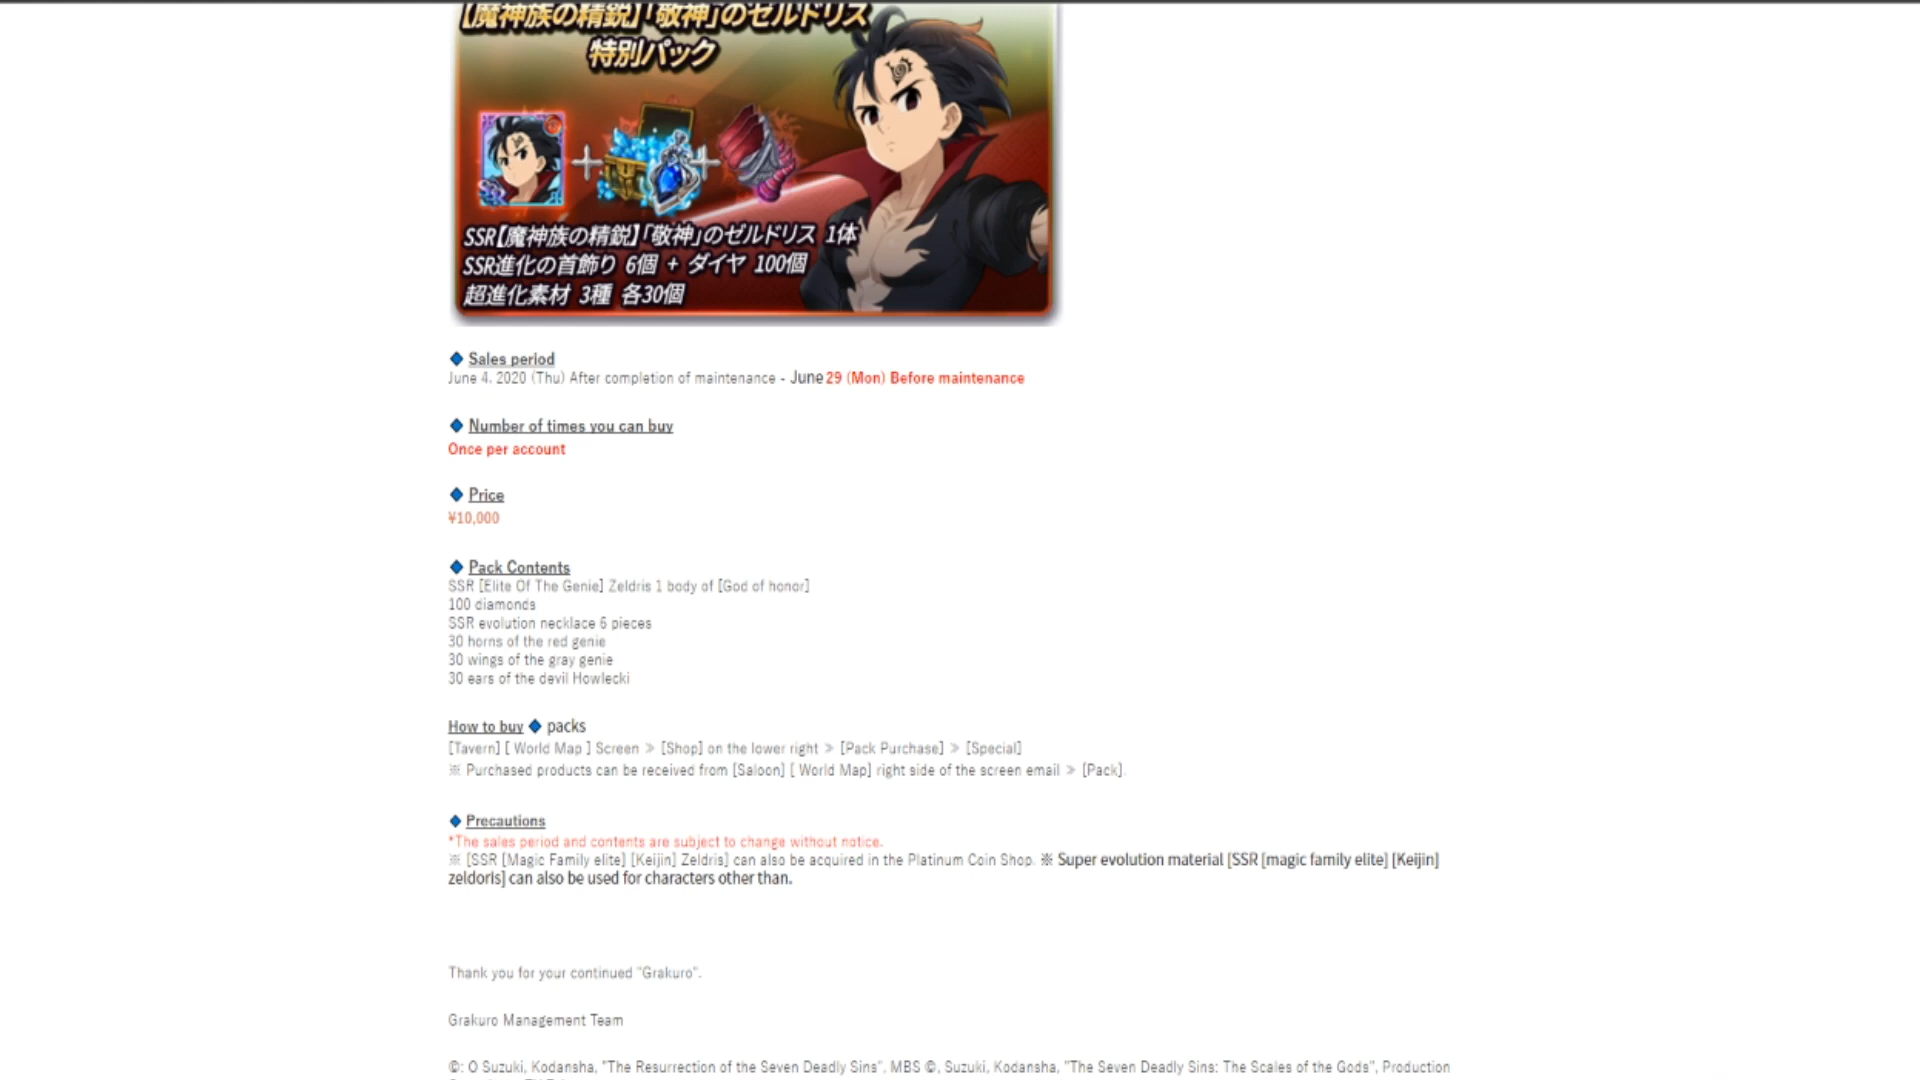 【魔神族の精鋭】「敬神」のゼルドリス
特別パック
SSR【魔神族の精鋭】「敬神」のゼルドリス 1体
SSR進化の首飾り 6個 + ダイヤ 100個
超進化素材 3種 各30個
Sales period
June 4, 2020 (Thu) After completion of maintenance - June 29 (Mon) Before maintenance
Number of times you can buy
Once per account
Price
¥10,000
Pack Contents
SSR [Elite Of The Genie] Zeldris 1 body of [God of honor]
100 diamonds
SSR evolution necklace 6 pieces
30 horns of the red genie
30 wings of the gray genie
30 ears of the devil Howlecki
How to buy ◆ packs
[Tavern] [ World Map ] Screen » [Shop] on the lower right » [Pack Purchase] » [Special]
※ Purchased products can be received from [Saloon] [ World Map] right side of the screen email » [Pack].
Precautions
*The sales period and contents are subject to change without notice.
※ [SSR [Magic Family elite] [Keijin] Zeldris] can also be acquired in the Platinum Coin Shop. ※ Super evolution material [SSR [magic family elite] [Keijin]
zeldoris] can also be used for characters other than.
Thank you for your continued "Grakuro".
Grakuro Management Team
©: O Suzuki, Kodansha, "The Resurrection of the Seven Deadly Sins", MBS ©, Suzuki, Kodansha, "The Seven Deadly Sins: The Scales of the Gods", Production